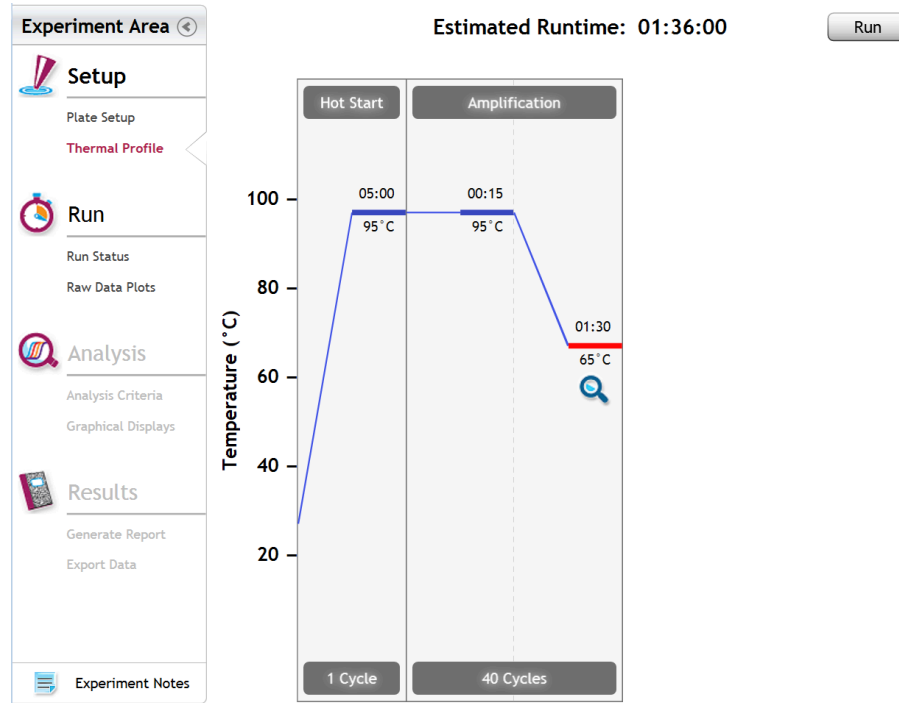 Experiment Area
Estimated Runtime: 01:36:00
Run
Setup
Plate Setup
Thermal Profile
Run
Run Status
Raw Data Plots
Analysis
Analysis Criteria
Graphical Displays
Results
Generate Report
Export Data
Experiment Notes
Hot Start
Amplification
Temperature (˚C)
100
80
60
40
20
05:00
95˚C
00:15
95˚C
01:30
65˚C
1 Cycle
40 Cycles